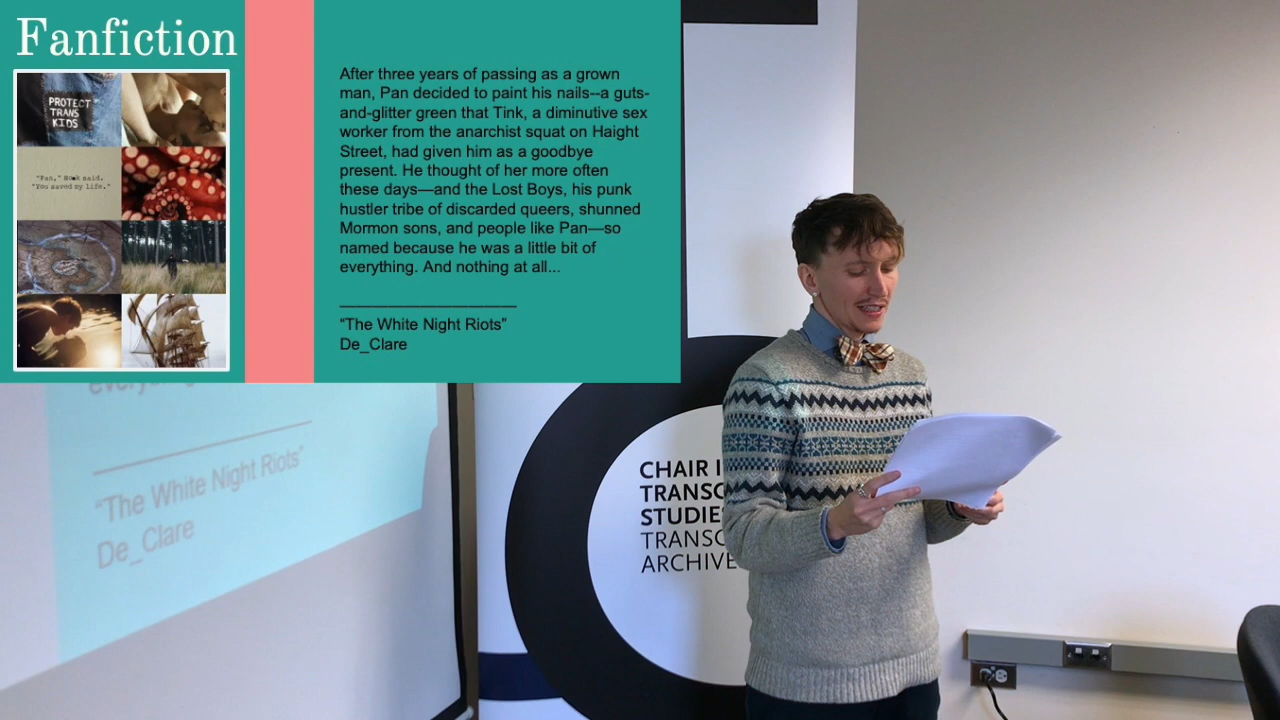 Fanfiction
PROTECT
TRANS
KIDS
"Pan," Hook said.
"You saved my life."
After three years of passing as a grown
man, Pan decided to paint his nails--a guts-
and-glitter green that Tink, a diminutive sex
worker from the anarchist squat on Haight
Street, had given him as a goodbye
present. He thought of her more often
these days—and the Lost Boys, his punk
hustler tribe of discarded queers, shunned
Mormon sons, and people like Pan—so
named because he was a little bit of
everything. And nothing at all...
“The White Night Riots”
De_Clare
“The White Night Riots”
De_Clare
CHAIR I
TRANSG
STUDIE
TRANSG
ARCHIVE